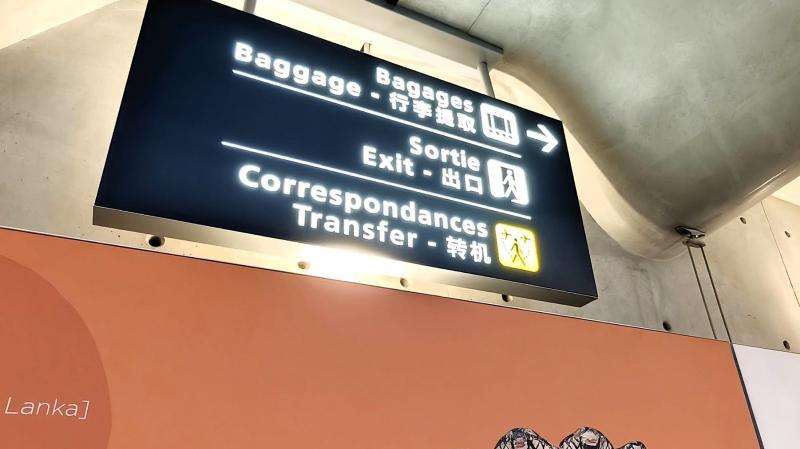 Bagages
Baggage - 行李提取
Sortie
Exit - 出口
Correspondances
Transfer - 转机
Lanka]